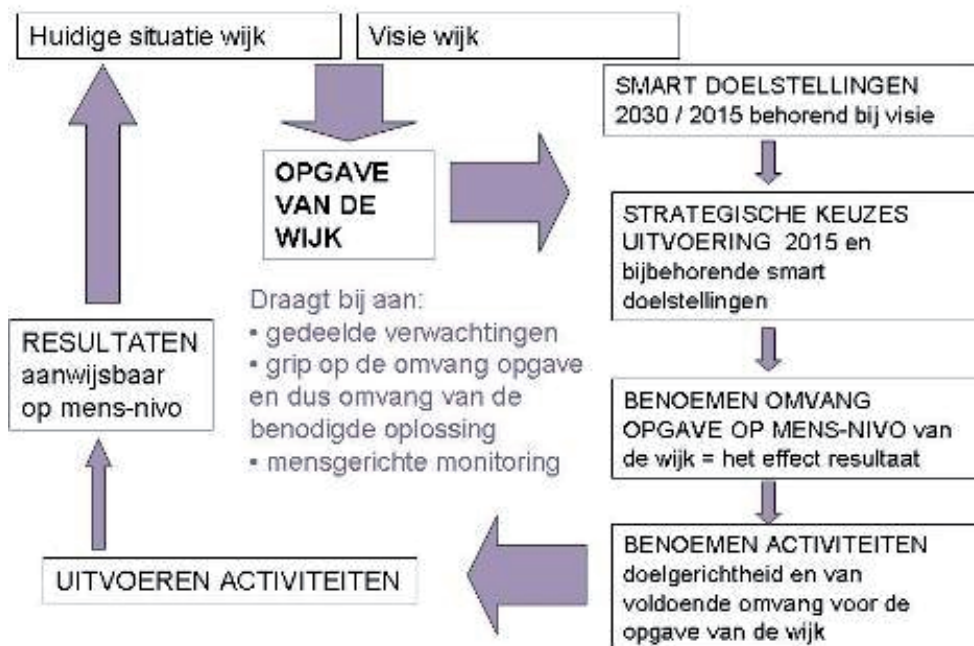 Huidige situatie wijk
Visie wijk
SMART DOELSTELLINGEN
2030 / 2015 behorend bij visie
OPGAVE
VAN DE
WIJK
STRATEGISCHE KEUZES
UITVOERING 2015 en
bijbehorende smart
doelstellingen
Draagt bij aan:
• gedeelde verwachtingen
• grip op de omvang opgave
en dus omvang van de
benodigde oplossing
• mensgerichte monitoring
RESULTATEN
aanwijsbaar
op mens-nivo
BENOEMEN OMVANG
OPGAVE OP MENS-NIVO van
de wijk = het effect resultaat
BENOEMEN ACTIVITEITEN
doelgerichtheid en van
voldoende omvang voor de
opgave van de wijk
UITVOEREN ACTIVITEITEN